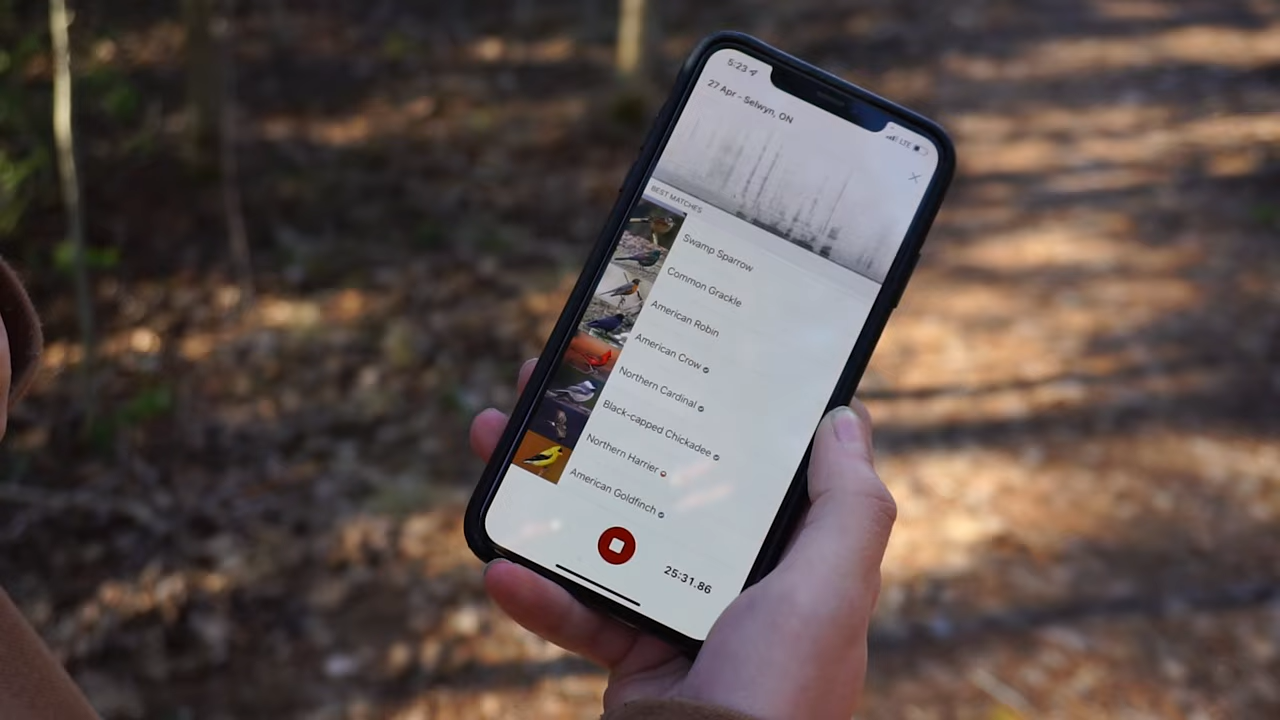 5:23
LTE
27 Apr - Selwyn, ON
BEST MATCHES
Swamp Sparrow
Common Grackle
American Robin
American Crow
Northern Cardinal
Black-capped Chickadee
Northern Harrier
American Goldfinch
25:31.86